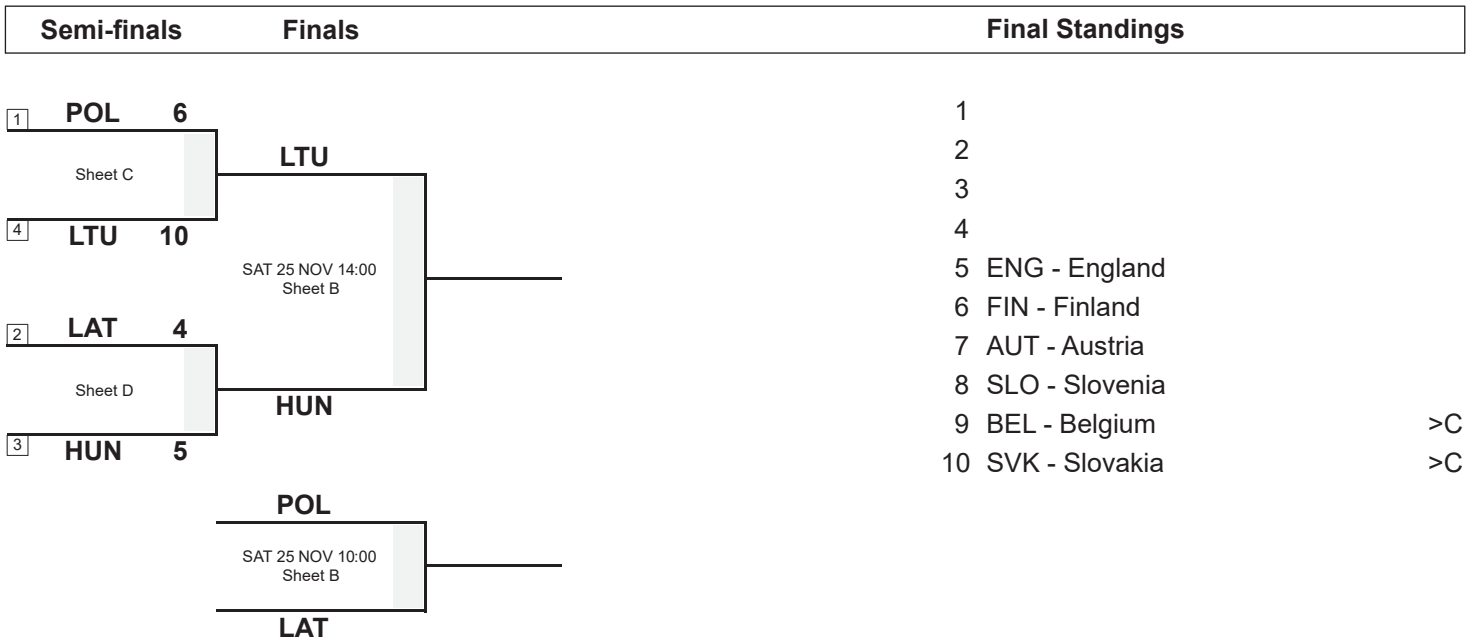 Semi-finals Finals Final Standings
1 POL 6
Sheet C
4 LTU 10
LTU
SAT 25 NOV 14:00
Sheet B
2 LAT 4
Sheet D
3 HUN 5
HUN
POL
SAT 25 NOV 10:00
Sheet B
LAT
1
2
3
4
5 ENG - England
6 FIN - Finland
7 AUT - Austria
8 SLO - Slovenia
9 BEL - Belgium >C
10 SVK - Slovakia >C